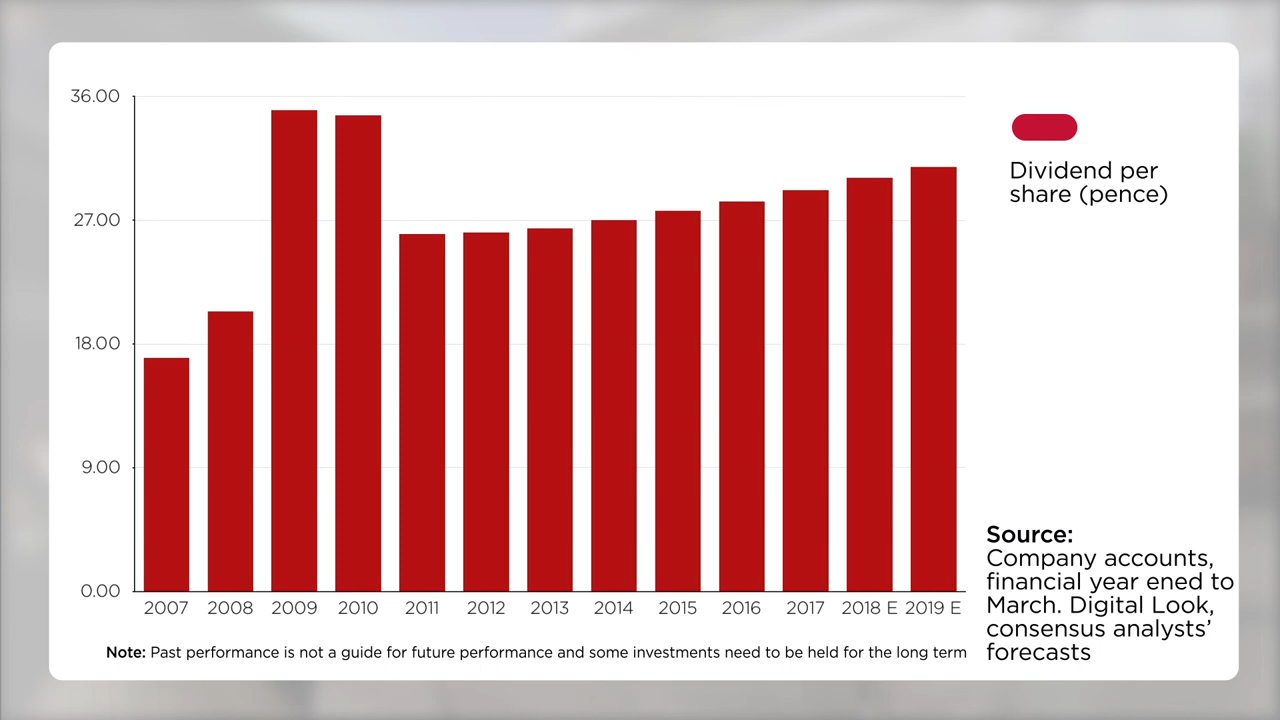 36.00
27.00
18.00
9.00
0.00
2007 2008 2009 2010 2011 2012 2013 2014 2015 2016 2017 2018 E 2019 E
Note: Past performance is not a guide for future performance and some investments need to be held for the long term
Dividend per
share (pence)
Source:
Company accounts,
financial year ened to
March. Digital Look,
consensus analysts’
forecasts